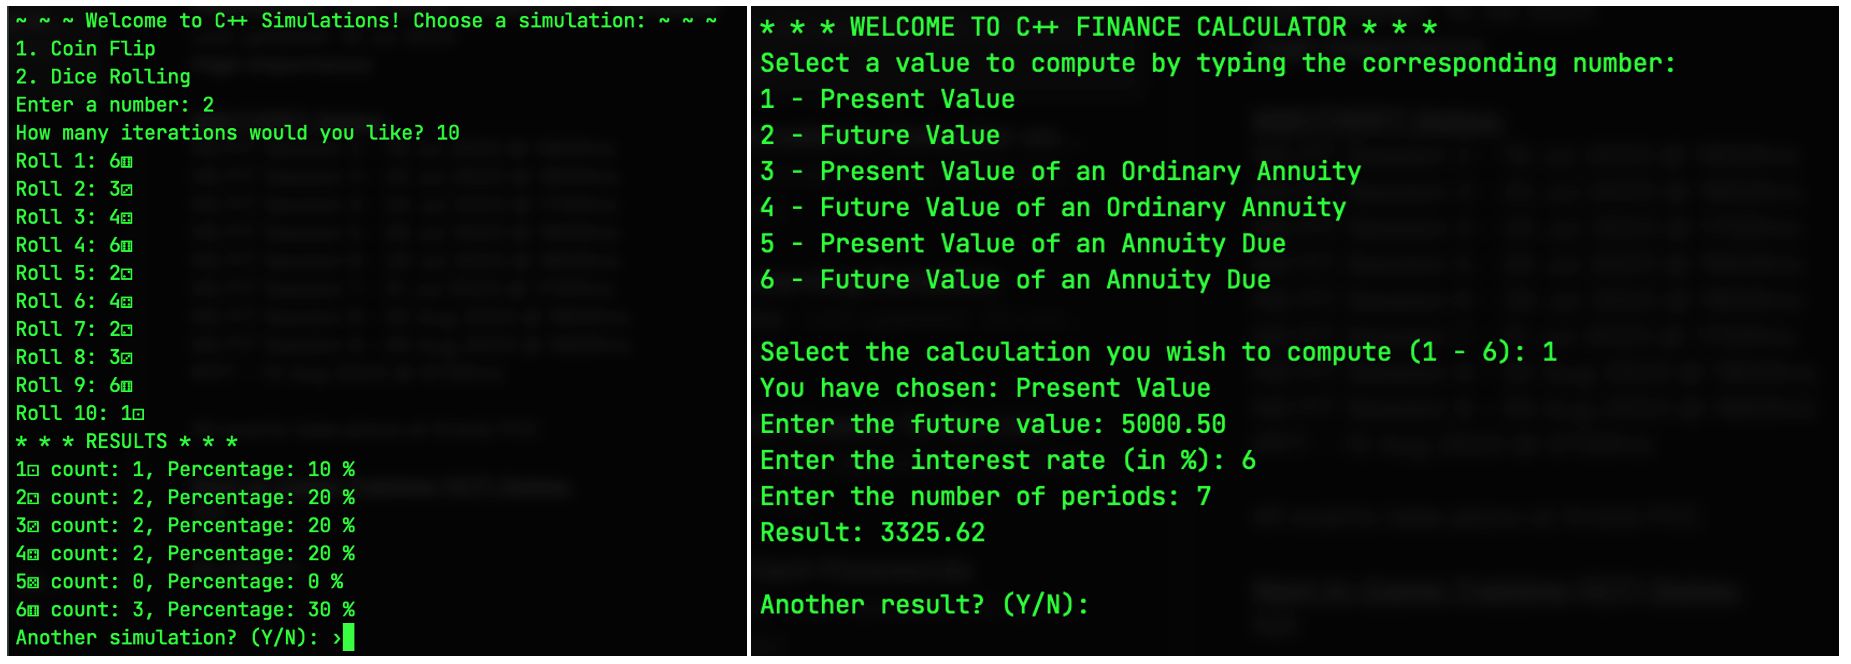 ~ ~ ~ Welcome to C++ Simulations! Choose a simulation: ~ ~ ~
1. Coin Flip
2. Dice Rolling
Enter a number: 2
How many iterations would you like? 10
Roll 1: 6⚅
Roll 2: 3⚂
Roll 3: 4⚃
Roll 4: 6⚅
Roll 5: 2⚁
Roll 6: 4⚃
Roll 7: 2⚁
Roll 8: 3⚂
Roll 9: 6⚅
Roll 10: 1⚀
* * * RESULTS * * *
1⚀ count: 1, Percentage: 10 %
2⚁ count: 2, Percentage: 20 %
3⚂ count: 2, Percentage: 20 %
4⚃ count: 2, Percentage: 20 %
5⚄ count: 0, Percentage: 0 %
6⚅ count: 3, Percentage: 30 %
Another simulation? (Y/N): ›
* * * WELCOME TO C++ FINANCE CALCULATOR * * *
Select a value to compute by typing the corresponding number:
1 - Present Value
2 - Future Value
3 - Present Value of an Ordinary Annuity
4 - Future Value of an Ordinary Annuity
5 - Present Value of an Annuity Due
6 - Future Value of an Annuity Due
Select the calculation you wish to compute (1 - 6): 1
You have chosen: Present Value
Enter the future value: 5000.50
Enter the interest rate (in %): 6
Enter the number of periods: 7
Result: 3325.62
Another result? (Y/N):